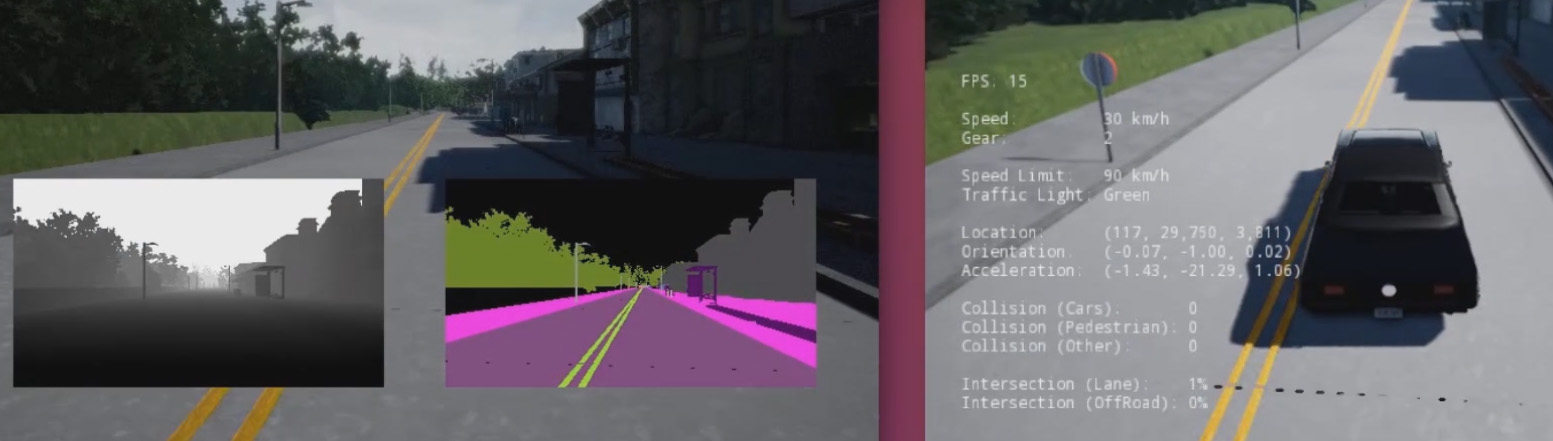 FPS: 15
Speed: 30 km/h
Gear: 2
Speed Limit: 90 km/h
Traffic Light: Green
Location: (117, 29,750, 3,811)
Orientation: (-0.07, -1.00, 0.02)
Acceleration: (-1.43, -21.29, 1.06)
Collision (Cars): 0
Collision (Pedestrian): 0
Collision (Other): 0
Intersection (Lane): 1%
Intersection (OffRoad): 0%